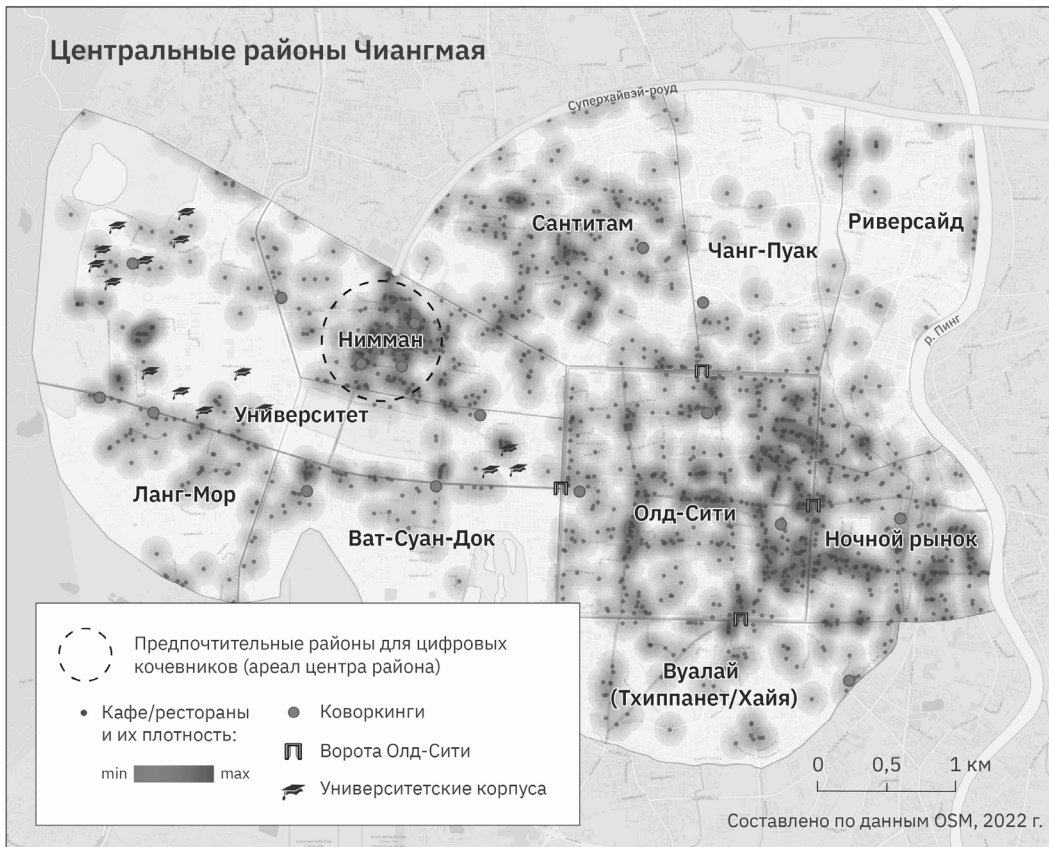 Центральные районы Чиангмая
Суперхайвэй-роуд
Сантитам
Чанг-Пуак
Риверсайд
р. Пинг
Нимман
Университет
Ланг-Мор
Ват-Суан-Док
Олд-Сити
Ночной рынок
Вуалай
(Тхиппанет/Хайя)
Предпочтительные районы для цифровых
кочевников (ареал центра района)
Кафе/рестораны
и их плотность:
min
max
Коворкинги
Ворота Олд-Сити
Университетские корпуса
0
0,5
1 км
Составлено по данным OSM, 2022 г.